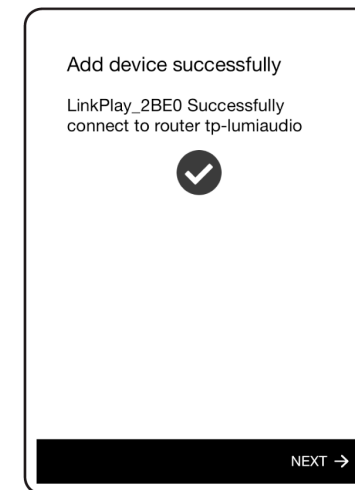 Add device successfully
LinkPlay_2BE0 Successfully
connect to router tp-lumiaudio
NEXT →